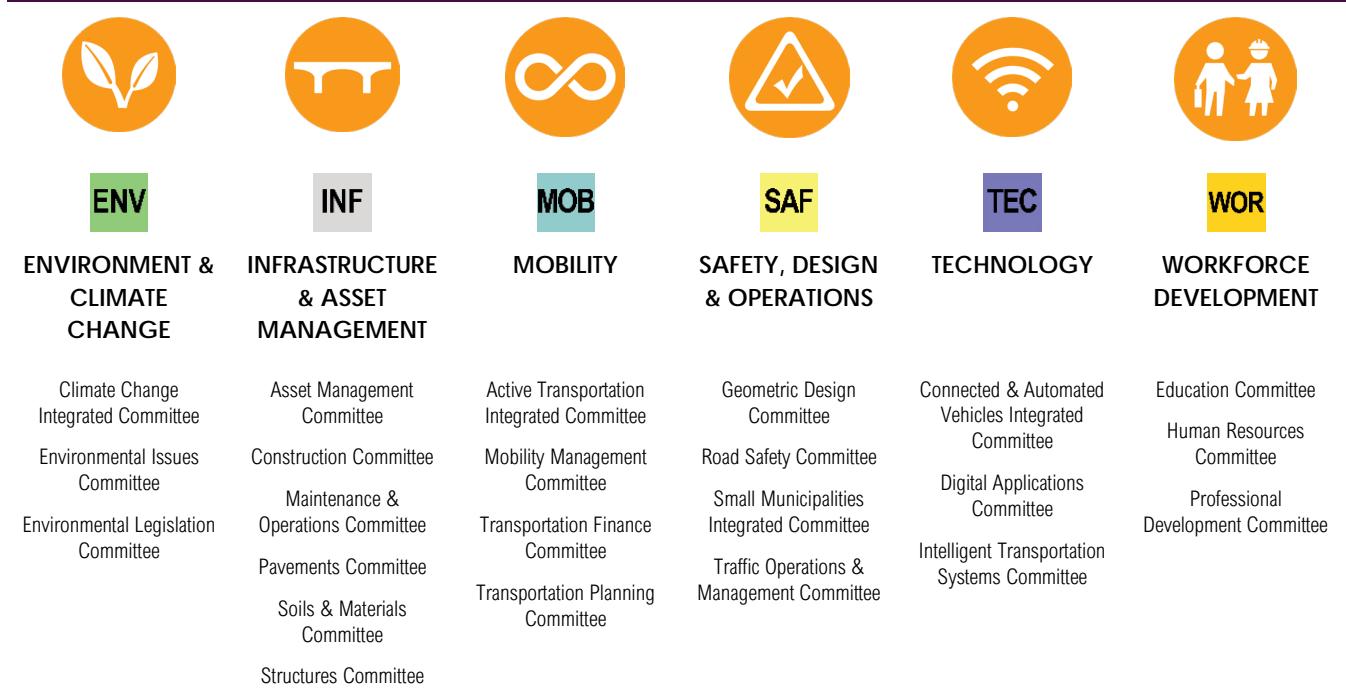 ENV
ENVIRONMENT &
CLIMATE
CHANGE
Climate Change
Integrated Committee
Environmental Issues
Committee
Environmental Legislation
Committee
INF
INFRASTRUCTURE
& ASSET
MANAGEMENT
Asset Management
Committee
Construction Committee
Maintenance &
Operations Committee
Pavements Committee
Soils & Materials
Committee
Structures Committee
MOB
MOBILITY
Active Transportation
Integrated Committee
Mobility Management
Committee
Transportation Finance
Committee
Transportation Planning
Committee
SAF
SAFETY, DESIGN
& OPERATIONS
Geometric Design
Committee
Road Safety Committee
Small Municipalities
Integrated Committee
Traffic Operations &
Management Committee
TEC
TECHNOLOGY
Connected & Automated
Vehicles Integrated
Committee
Digital Applications
Committee
Intelligent Transportation
Systems Committee
WOR
WORKFORCE
DEVELOPMENT
Education Committee
Human Resources
Committee
Professional
Development Committee